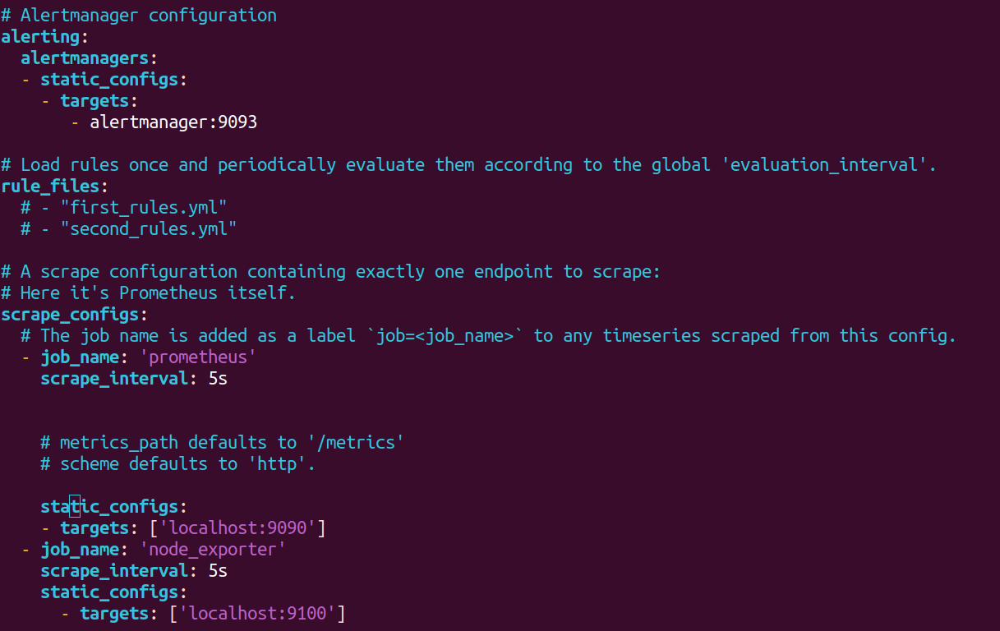 # Alertmanager configuration
alerting:
  alertmanagers:
  - static_configs:
    - targets:
       - alertmanager:9093

# Load rules once and periodically evaluate them according to the global 'evaluation_interval'.
rule_files:
  # - "first_rules.yml"
  # - "second_rules.yml"

# A scrape configuration containing exactly one endpoint to scrape:
# Here it's Prometheus itself.
scrape_configs:
  # The job name is added as a label `job=<job_name>` to any timeseries scraped from this config.
  - job_name: 'prometheus'
    scrape_interval: 5s


    # metrics_path defaults to '/metrics'
    # scheme defaults to 'http'.

    static_configs:
    - targets: ['localhost:9090']
  - job_name: 'node_exporter'
    scrape_interval: 5s
    static_configs:
      - targets: ['localhost:9100']